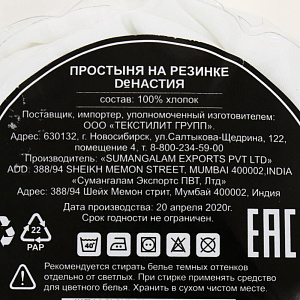 ПРОСТЫНЯ НА РЕЗИНКЕ
DеНАСТИЯ
состав: 100% хлопок
Поставщик, импортер, уполномоченный изготовителем:
ООО «ТЕКСТИЛИТ ГРУПП».
Адрес: 630132, г. Новосибирск, ул.Салтыкова-Щедрина, 122,
помещение 4, т. 8-800-234-59-00
Производитель: «SUMANGALAM EXPORTS PVT LTD»
ADD. 388/94 SHEIKH MEMON STREET, MUMBAI 400002,INDIA
«Сумангалам Экспортс ПВТ, Лтд»
Адрес: 388/94 Шейх Мемон стрит, Мумбай 400002, Индия
Дата производства: 20 апреля 2020г.
Срок годности не ограничен.
EAC
22
PAP
40°
Рекомендуется стирать белье темных оттенков
отдельно от светлых. При стирке применять средство
для цветного белья. Хранить в сухом чистом месте.